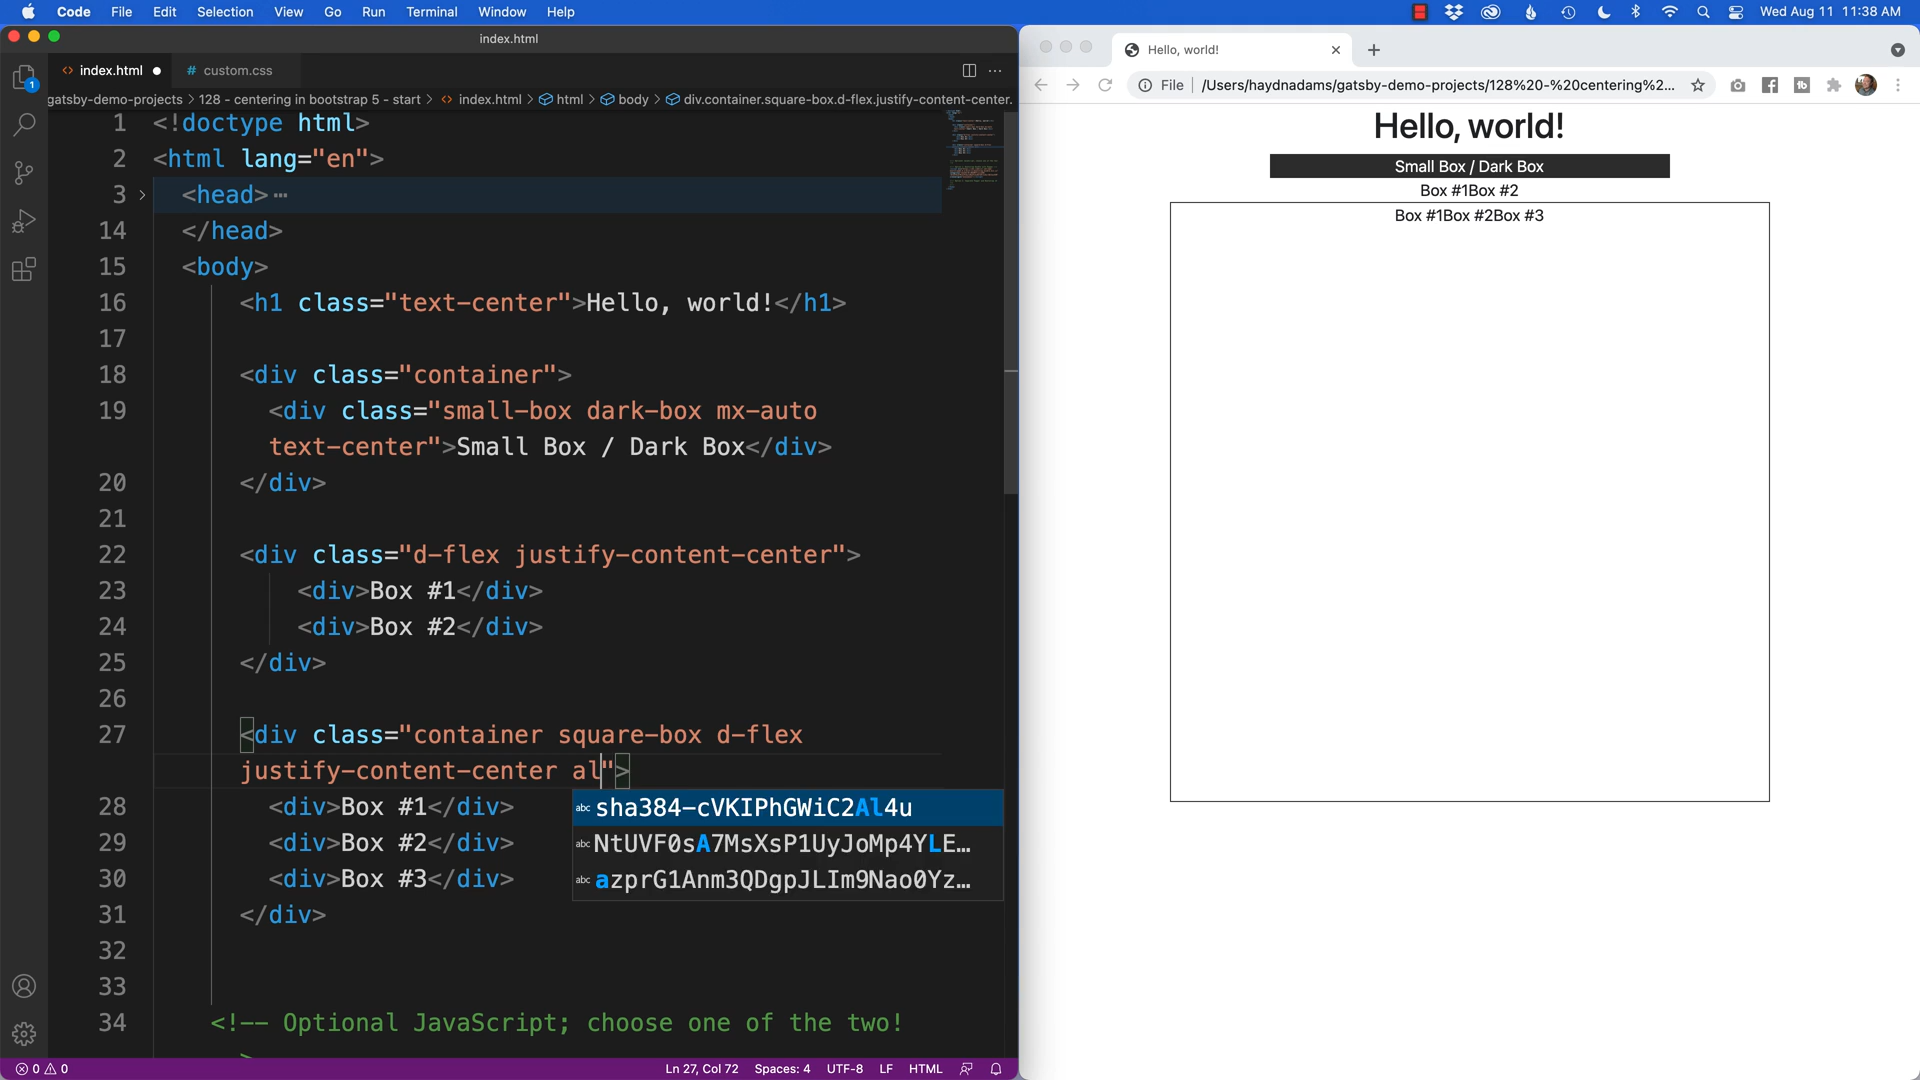 Code File Edit Selection View Go Run Terminal Window Help
Wed Aug 11 11:38 AM
index.html
index.html
custom.css
gatsby-demo-projects > 128 - centering in bootstrap 5 - start > index.html > html > body > div.container.square-box.d-flex.justify-content-center.
1 <!doctype html>
2 <html lang="en">
3 <head>
14 </head>
15 <body>
16 <h1 class="text-center">Hello, world!</h1>
17
18 <div class="container">
19 <div class="small-box dark-box mx-auto
text-center">Small Box / Dark Box</div>
20 </div>
21
22 <div class="d-flex justify-content-center">
23 <div>Box #1</div>
24 <div>Box #2</div>
25 </div>
26
27 <div class="container square-box d-flex
justify-content-center al">
28 <div>Box #1</div>
29 <div>Box #2</div>
30 <div>Box #3</div>
31 </div>
32
33
34 <!-- Optional JavaScript; choose one of the two!
abc sha384-cVKIPhGWiC2Al4u
abc NtUVF0sA7MsXsP1UyJoMp4YLE…
abc azprG1Anm3QDgpJLIm9Nao0Yz…
1
0 0
Ln 27, Col 72 Spaces: 4 UTF-8 LF HTML
Hello, world!
File /Users/haydnadams/gatsby-demo-projects/128%20-%20centering%2...
Hello, world!
Small Box / Dark Box
Box #1Box #2
Box #1Box #2Box #3